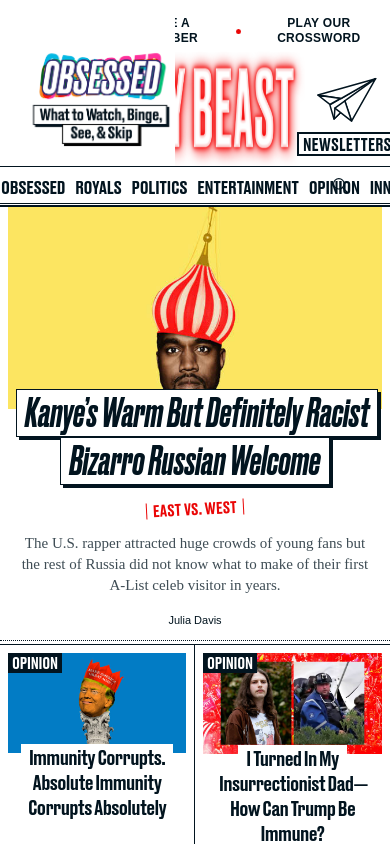 E A
BER
PLAY OUR
CROSSWORD
OBSESSED
What to Watch, Binge,
See, & Skip
Y BEAST
NEWSLETTERS
OBSESSED ROYALS POLITICS ENTERTAINMENT OPINION INN
Kanye's Warm But Definitely Racist
Bizarro Russian Welcome
EAST VS. WEST
The U.S. rapper attracted huge crowds of young fans but
the rest of Russia did not know what to make of their first
A-List celeb visitor in years.
Julia Davis
OPINION
Immunity Corrupts.
Absolute Immunity
Corrupts Absolutely
OPINION
I Turned In My
Insurrectionist Dad—
How Can Trump Be
Immune?